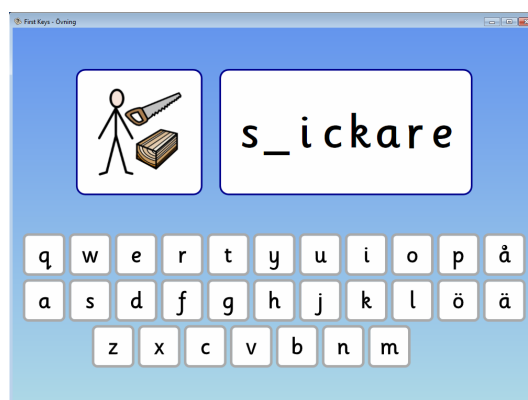 First Keys - Övning
s_ickare
q w e r t y u i o p å
a s d f g h j k l ö ä
z x c v b n m